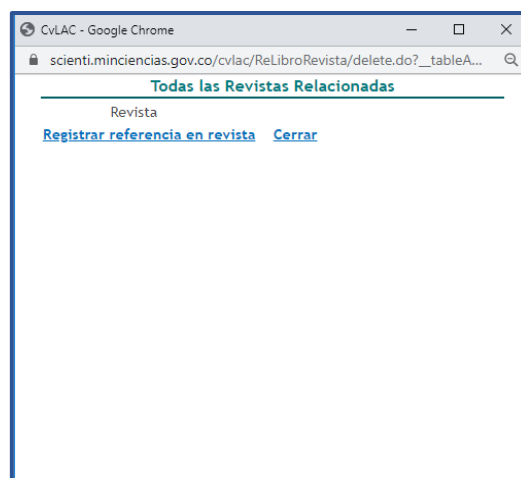 CvLAC - Google Chrome
scienti.minciencias.gov.co/cvlac/ReLibroRevista/delete.do?__tableA...
Todas las Revistas Relacionadas
Revista
Registrar referencia en revista Cerrar